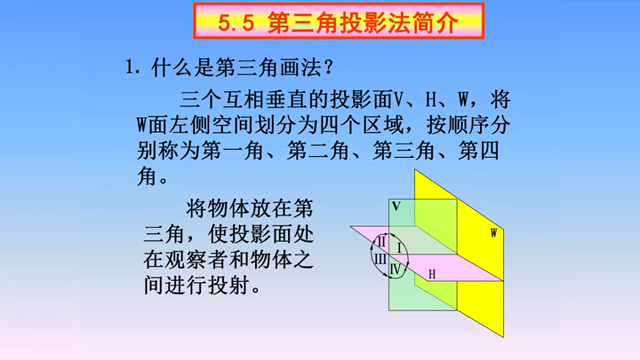 5.5 第三角投影法简介
1. 什么是第三角画法？
三个互相垂直的投影面V、H、W，将
W面左侧空间划分为四个区域，按顺序分
别称为第一角、第二角、第三角、第四
角。
将物体放在第
三角，使投影面处
在观察者和物体之
间进行投射。
V
W
II
I
III
IV
H